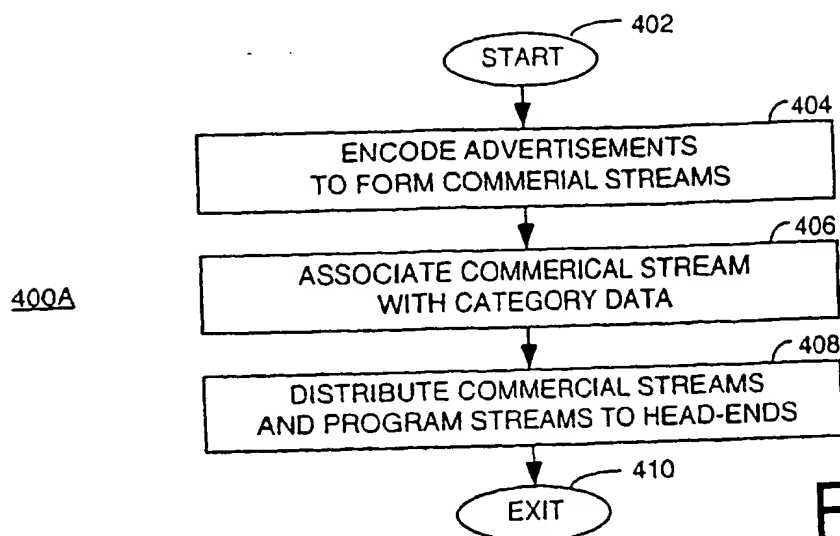 402
START
404
ENCODE ADVERTISEMENTS
TO FORM COMMERIAL STREAMS
406
ASSOCIATE COMMERICAL STREAM
WITH CATEGORY DATA
400A
408
DISTRIBUTE COMMERCIAL STREAMS
AND PROGRAM STREAMS TO HEAD-ENDS
410
EXIT